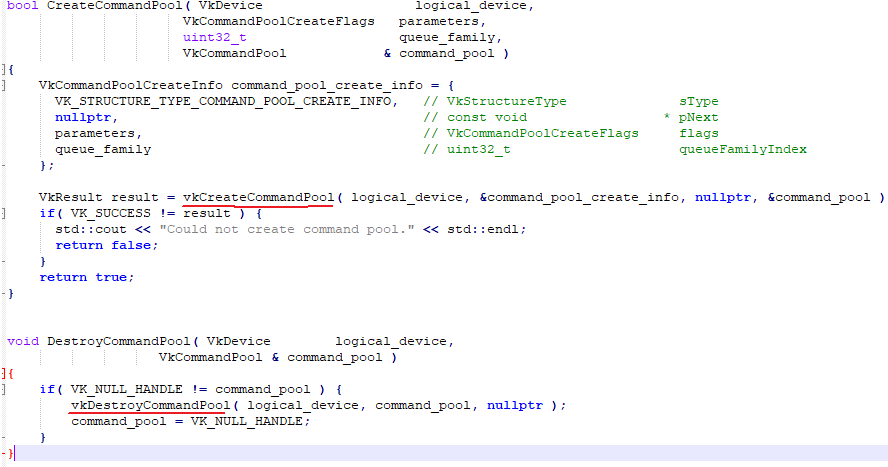 bool CreateCommandPool( VkDevice logical_device,
VkCommandPoolCreateFlags parameters,
uint32_t queue_family,
VkCommandPool & command_pool )
{
VkCommandPoolCreateInfo command_pool_create_info = {
VK_STRUCTURE_TYPE_COMMAND_POOL_CREATE_INFO, // VkStructureType sType
nullptr, // const void * pNext
parameters, // VkCommandPoolCreateFlags flags
queue_family // uint32_t queueFamilyIndex
};
VkResult result = vkCreateCommandPool( logical_device, &command_pool_create_info, nullptr, &command_pool )
if( VK_SUCCESS != result ) {
std::cout << "Could not create command pool." << std::endl;
return false;
}
return true;
}
void DestroyCommandPool( VkDevice logical_device,
VkCommandPool & command_pool )
{
if( VK_NULL_HANDLE != command_pool ) {
vkDestroyCommandPool( logical_device, command_pool, nullptr );
command_pool = VK_NULL_HANDLE;
}
}